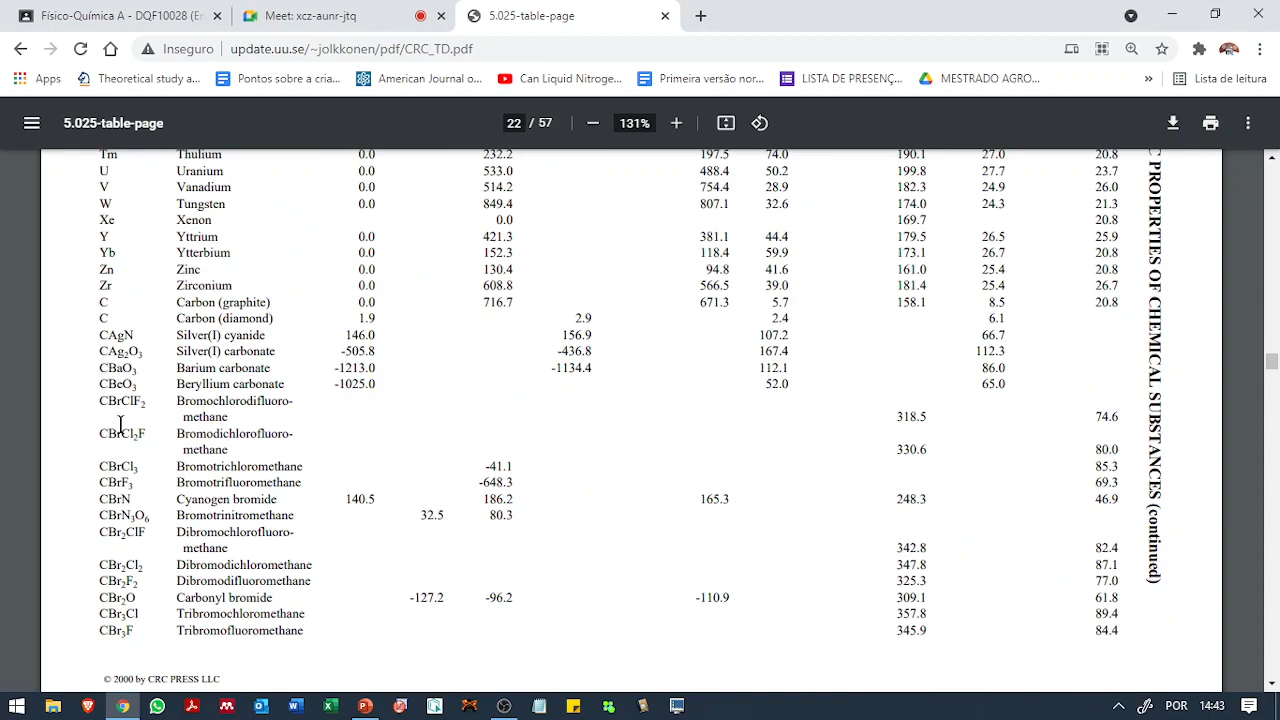 Físico-Química A - DQF10028 (Er
Meet: xcz-aunr-jtq
5.025-table-page
Inseguro | update.uu.se/~jolkkonen/pdf/CRC_TD.pdf
Apps Theoretical study a... Pontos sobre a cria... American Journal o... Can Liquid Nitroge... Primeira versão nor... LISTA DE PRESENÇ... MESTRADO AGRO... » Lista de leitura
5.025-table-page 22 / 57 131%
Tm Thulium 0.0 232.2 197.5 74.0 190.1 27.0 20.8
U Uranium 533.0 488.4 50.2 199.8 27.7 23.7
V Vanadium 0.0 514.2 754.4 28.9 182.3 24.9 26.0
W Tungsten 0.0 849.4 807.1 32.6 174.0 24.3 21.3
Xe Xenon 0.0 169.7 20.8
Y Yttrium 0.0 421.3 381.1 44.4 179.5 26.5 25.9
Yb Ytterbium 0.0 152.3 118.4 59.9 173.1 26.7 20.8
Zn Zinc 0.0 130.4 94.8 41.6 161.0 25.4 20.8
Zr Zirconium 0.0 608.8 566.5 39.0 181.4 25.4 26.7
C Carbon (graphite) 0.0 716.7 671.3 5.7 158.1 8.5 20.8
C Carbon (diamond) 1.9 2.9 2.4 6.1
CAgN Silver(I) cyanide 146.0 156.9 107.2 66.7
CAg₂O₃ Silver(I) carbonate -505.8 -436.8 167.4 112.3
CBaO₃ Barium carbonate -1213.0 -1134.4 112.1 86.0
CBeO₃ Beryllium carbonate -1025.0 52.0 65.0
CBrClF₂ Bromochlorodifluoro-
methane 318.5 74.6
CBrCl₂F Bromodichlorofluoro-
methane 330.6 80.0
CBrCl₃ Bromotrichloromethane -41.1 85.3
CBrF₃ Bromotrifluoromethane -648.3 69.3
CBrN Cyanogen bromide 140.5 186.2 165.3 248.3 46.9
CBrN₃O₆ Bromotrinitromethane 32.5 80.3
CBr₂ClF Dibromochlorofluoro-
methane 342.8 82.4
CBr₂Cl₂ Dibromodichloromethane 347.8 87.1
CBr₂F₂ Dibromodifluoromethane 325.3 77.0
CBr₂O Carbonyl bromide -127.2 -96.2 -110.9 309.1 61.8
CBr₃Cl Tribromochloromethane 357.8 89.4
CBr₃F Tribromofluoromethane 345.9 84.4
PROPERTIES OF CHEMICAL SUBSTANCES (continued)
© 2000 by CRC PRESS LLC
POR 14:43